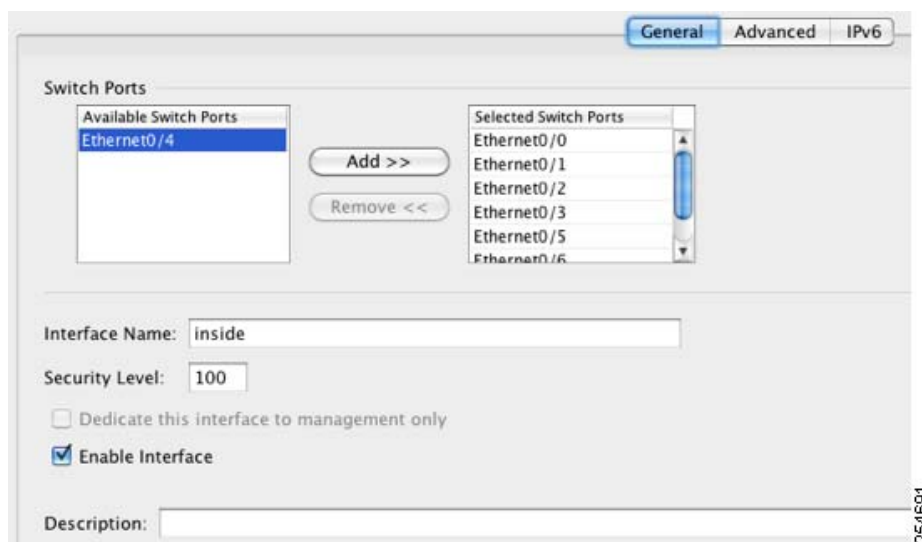 General Advanced IPv6
Switch Ports
Available Switch Ports
Ethernet0/4
Add >>
Remove <<
Selected Switch Ports
Ethernet0/0
Ethernet0/1
Ethernet0/2
Ethernet0/3
Ethernet0/5
Ethernet0/6
Interface Name: inside
Security Level: 100
Dedicate this interface to management only
Enable Interface
Description: